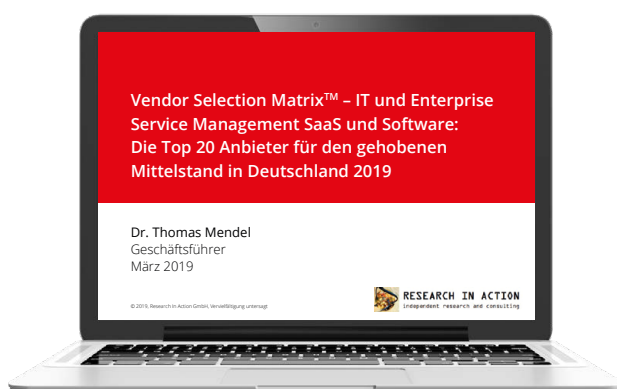 Vendor Selection Matrix™ – IT und Enterprise
Service Management SaaS und Software:
Die Top 20 Anbieter für den gehobenen
Mittelstand in Deutschland 2019
Dr. Thomas Mendel
Geschäftsführer
März 2019
© 2019, Research In Action GmbH, Vervielfältigung untersagt
RESEARCH IN ACTION
independent research and consulting